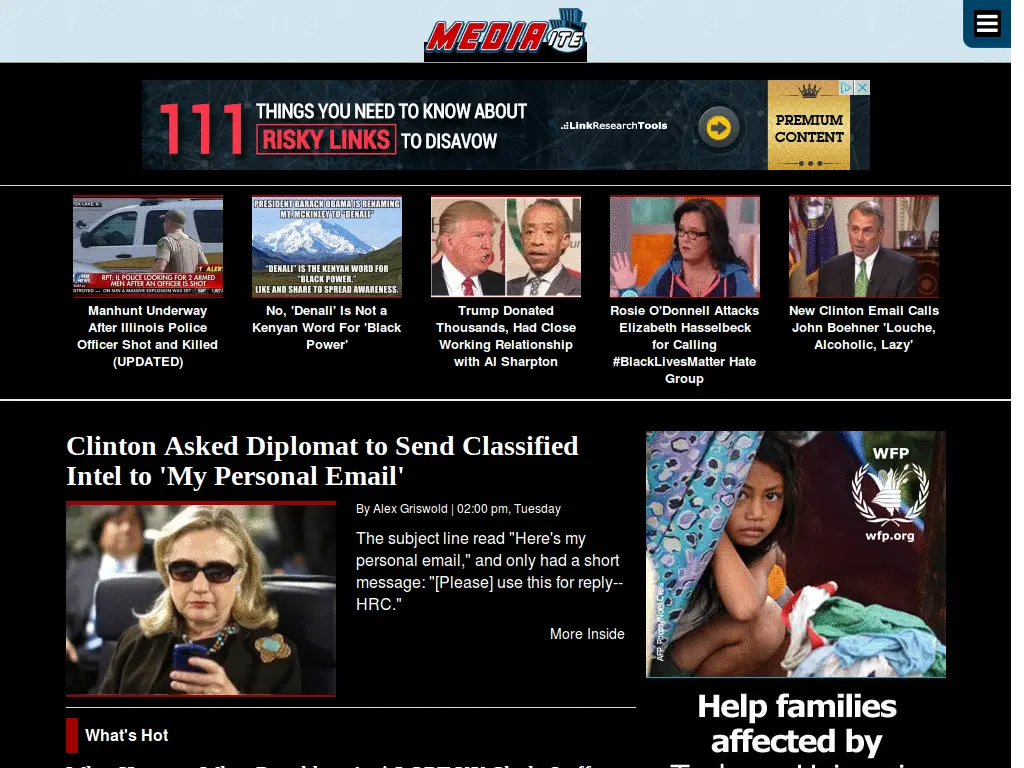 MEDIAITE
111
THINGS YOU NEED TO KNOW ABOUT
RISKY LINKS TO DISAVOW
LinkResearchTools
PREMIUM
CONTENT
FOX LAKE, IL
ALERT
RPT: IL POLICE LOOKING FOR 2 ARMED
MEN AFTER AN OFFICER IS SHOT
PRESIDENT BARACK OBAMA IS RENAMING
MT. MCKINLEY TO "DENALI"
"DENALI" IS THE KENYAN WORD FOR
"BLACK POWER."
LIKE AND SHARE TO SPREAD AWARENESS.
Manhunt Underway
After Illinois Police
Officer Shot and Killed
(UPDATED)
No, 'Denali' Is Not a
Kenyan Word For 'Black
Power'
Trump Donated
Thousands, Had Close
Working Relationship
with Al Sharpton
Rosie O'Donnell Attacks
Elizabeth Hasselbeck
for Calling
#BlackLivesMatter Hate
Group
New Clinton Email Calls
John Boehner 'Louche,
Alcoholic, Lazy'
Clinton Asked Diplomat to Send Classified
Intel to 'My Personal Email'
By Alex Griswold | 02:00 pm, Tuesday
The subject line read "Here's my
personal email," and only had a short
message: "[Please] use this for reply--
HRC."
More Inside
What's Hot
WFP
wfp.org
Help families
affected by